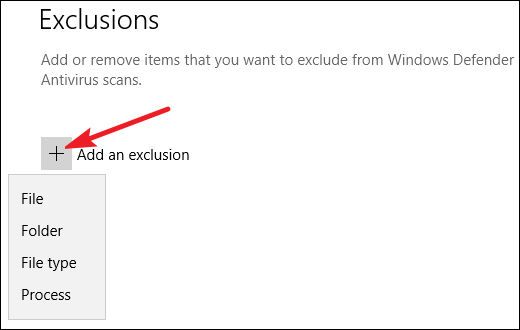 Exclusions
Add or remove items that you want to exclude from Windows Defender
Antivirus scans.
Add an exclusion
File
Folder
File type
Process